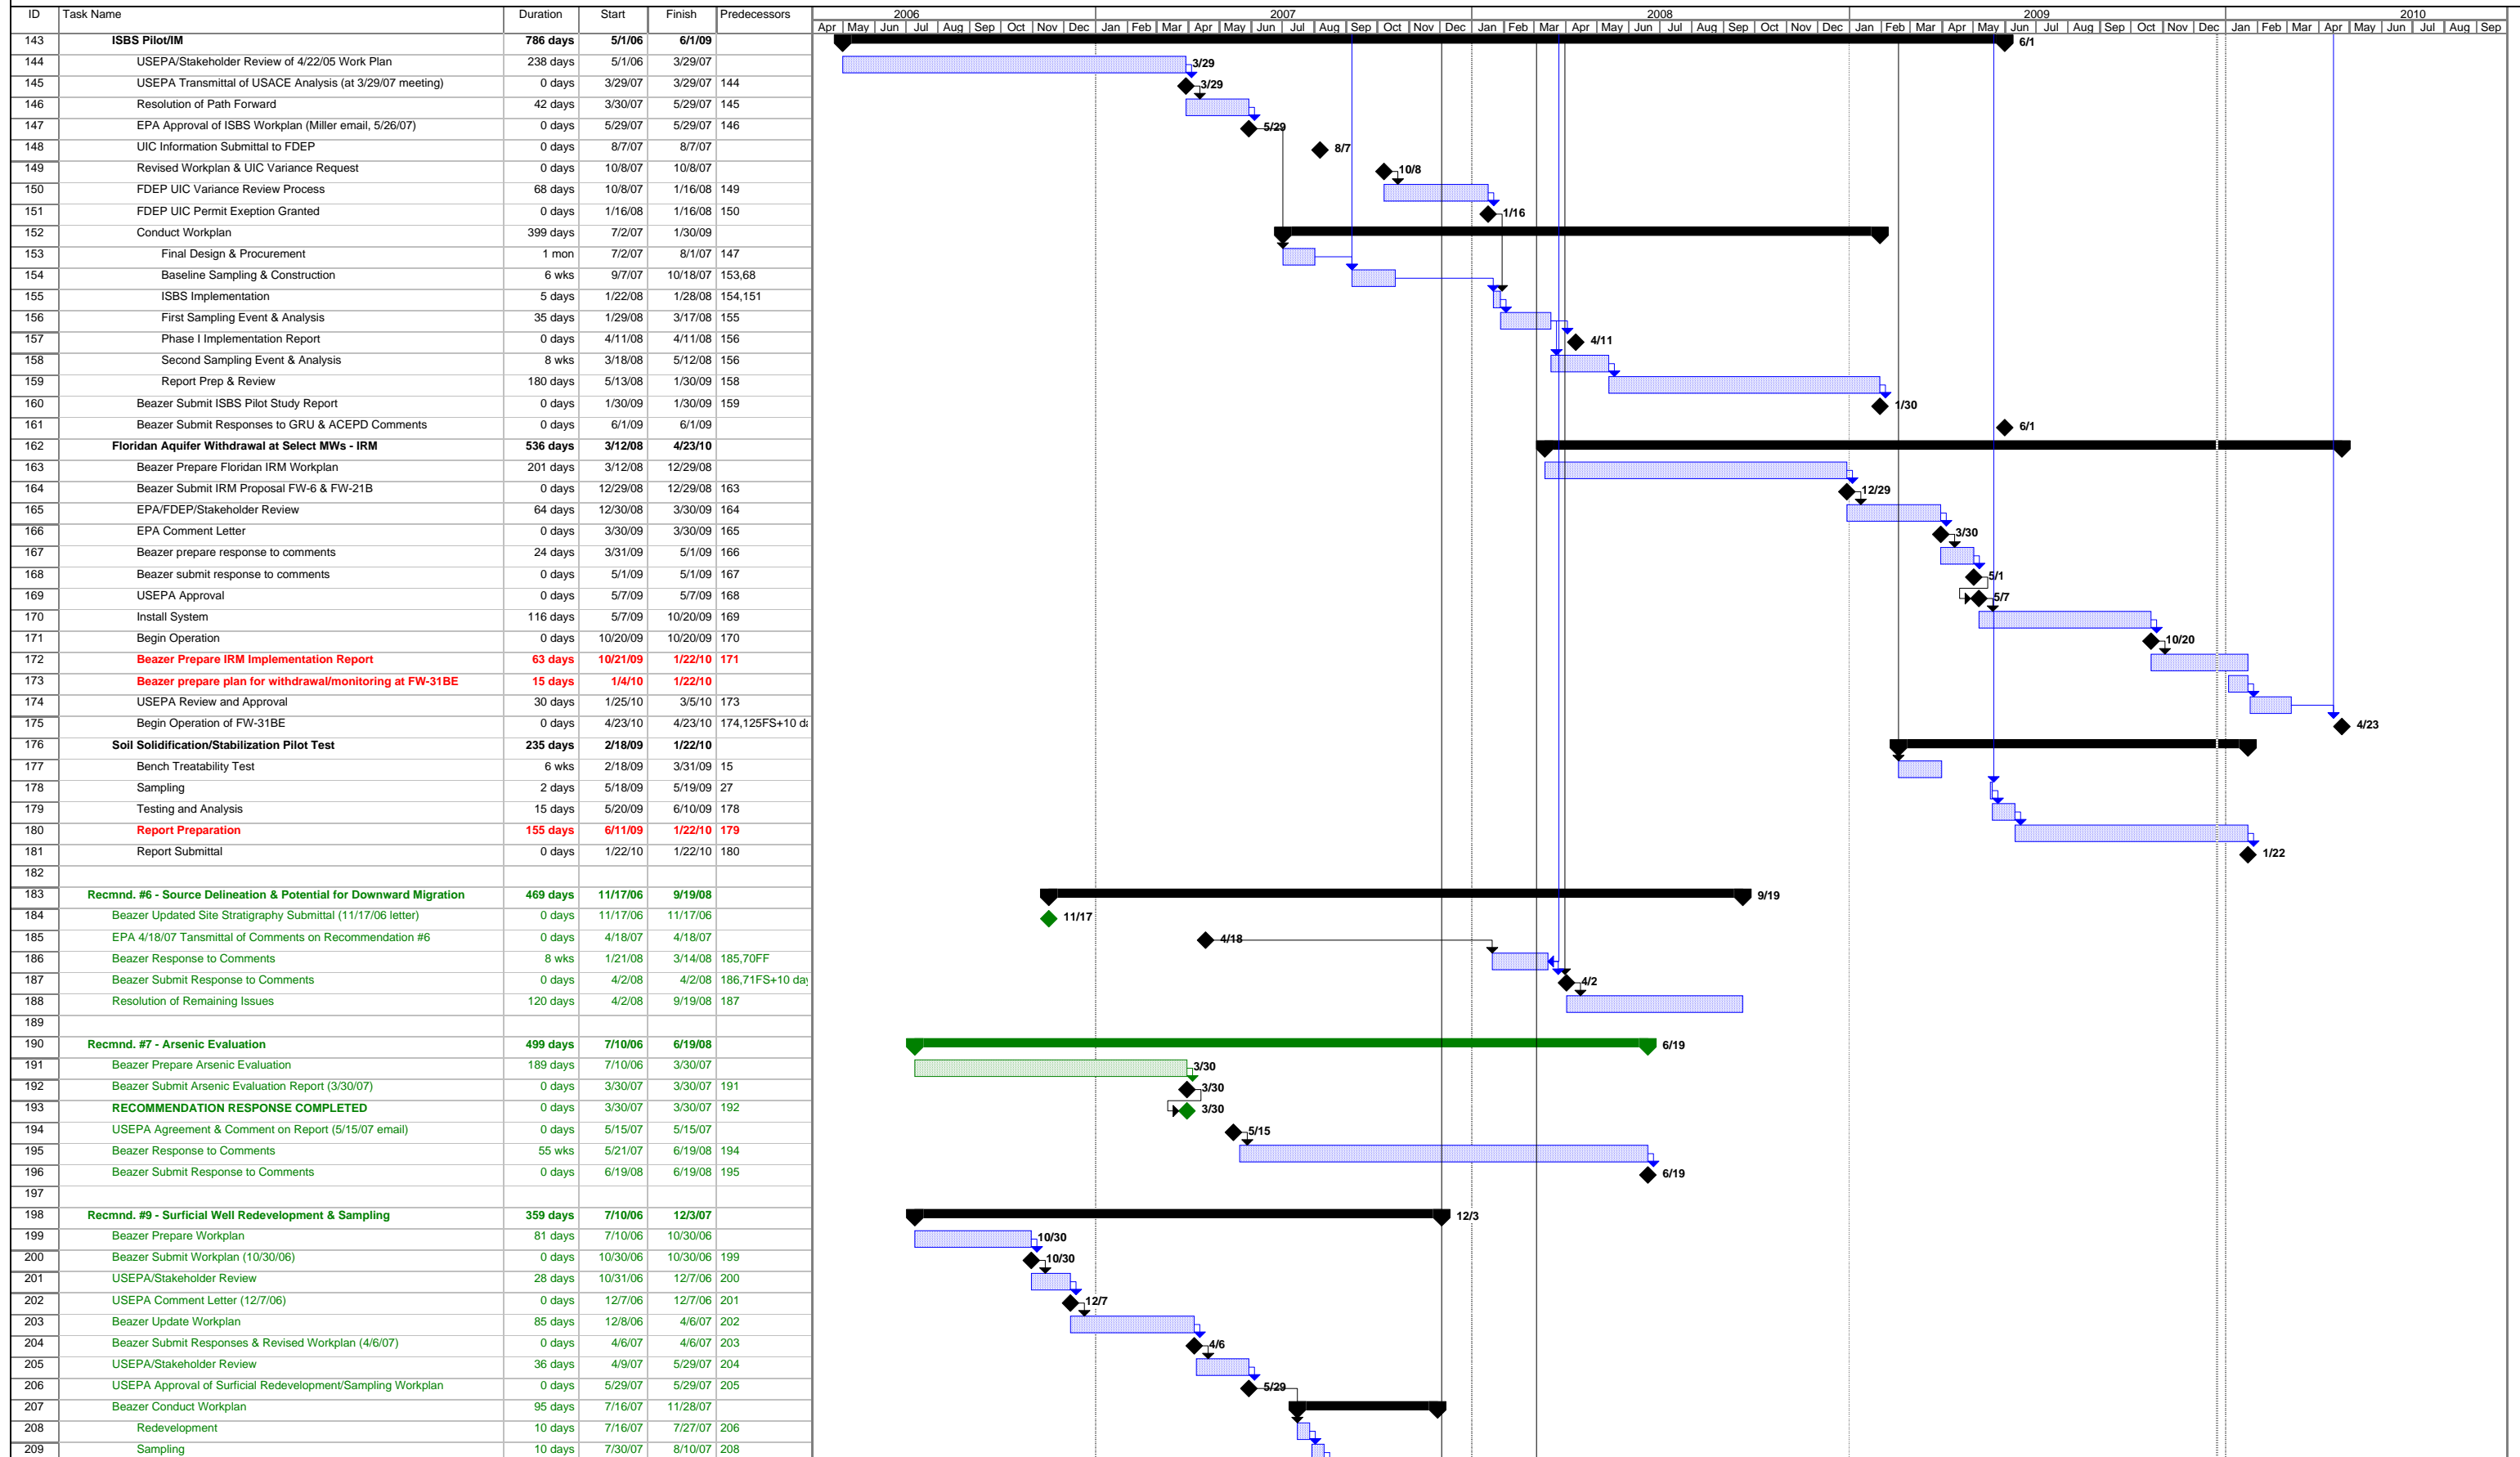 ID Task Name Duration Start Finish Predecessors
2006 2007 2008 2009 2010
Apr May Jun Jul Aug Sep Oct Nov Dec Jan Feb Mar Apr May Jun Jul Aug Sep Oct Nov Dec Jan Feb Mar Apr May Jun Jul Aug Sep Oct Nov Dec Jan Feb Mar Apr May Jun Jul Aug Sep Oct Nov Dec Jan Feb Mar Apr May Jun Jul Aug Sep
143 ISBS Pilot/IM 786 days 5/1/06 6/1/09 6/1
144 USEPA/Stakeholder Review of 4/22/05 Work Plan 238 days 5/1/06 3/29/07 3/29
145 USEPA Transmittal of USACE Analysis (at 3/29/07 meeting) 0 days 3/29/07 3/29/07 144 3/29
146 Resolution of Path Forward 42 days 3/30/07 5/29/07 145
147 EPA Approval of ISBS Workplan (Miller email, 5/26/07) 0 days 5/29/07 5/29/07 146 5/29
148 UIC Information Submittal to FDEP 0 days 8/7/07 8/7/07 8/7
149 Revised Workplan & UIC Variance Request 0 days 10/8/07 10/8/07 10/8
150 FDEP UIC Variance Review Process 68 days 10/8/07 1/16/08 149
151 FDEP UIC Permit Exeption Granted 0 days 1/16/08 1/16/08 150 1/16
152 Conduct Workplan 399 days 7/2/07 1/30/09
153 Final Design & Procurement 1 mon 7/2/07 8/1/07 147
154 Baseline Sampling & Construction 6 wks 9/7/07 10/18/07 153,68
155 ISBS Implementation 5 days 1/22/08 1/28/08 154,151
156 First Sampling Event & Analysis 35 days 1/29/08 3/17/08 155
157 Phase I Implementation Report 0 days 4/11/08 4/11/08 156 4/11
158 Second Sampling Event & Analysis 8 wks 3/18/08 5/12/08 156
159 Report Prep & Review 180 days 5/13/08 1/30/09 158
160 Beazer Submit ISBS Pilot Study Report 0 days 1/30/09 1/30/09 159 1/30
161 Beazer Submit Responses to GRU & ACEPD Comments 0 days 6/1/09 6/1/09 6/1
162 Floridan Aquifer Withdrawal at Select MWs - IRM 536 days 3/12/08 4/23/10
163 Beazer Prepare Floridan IRM Workplan 201 days 3/12/08 12/29/08
164 Beazer Submit IRM Proposal FW-6 & FW-21B 0 days 12/29/08 12/29/08 163 12/29
165 EPA/FDEP/Stakeholder Review 64 days 12/30/08 3/30/09 164
166 EPA Comment Letter 0 days 3/30/09 3/30/09 165 3/30
167 Beazer prepare response to comments 24 days 3/31/09 5/1/09 166
168 Beazer submit response to comments 0 days 5/1/09 5/1/09 167 5/1
169 USEPA Approval 0 days 5/7/09 5/7/09 168 5/7
170 Install System 116 days 5/7/09 10/20/09 169
171 Begin Operation 0 days 10/20/09 10/20/09 170 10/20
172 Beazer Prepare IRM Implementation Report 63 days 10/21/09 1/22/10 171
173 Beazer prepare plan for withdrawal/monitoring at FW-31BE 15 days 1/4/10 1/22/10
174 USEPA Review and Approval 30 days 1/25/10 3/5/10 173
175 Begin Operation of FW-31BE 0 days 4/23/10 4/23/10 174,125FS+10 da 4/23
176 Soil Solidification/Stabilization Pilot Test 235 days 2/18/09 1/22/10
177 Bench Treatability Test 6 wks 2/18/09 3/31/09 15
178 Sampling 2 days 5/18/09 5/19/09 27
179 Testing and Analysis 15 days 5/20/09 6/10/09 178
180 Report Preparation 155 days 6/11/09 1/22/10 179
181 Report Submittal 0 days 1/22/10 1/22/10 180 1/22
182
183 Recmnd. #6 - Source Delineation & Potential for Downward Migration 469 days 11/17/06 9/19/08 9/19
184 Beazer Updated Site Stratigraphy Submittal (11/17/06 letter) 0 days 11/17/06 11/17/06 11/17
185 EPA 4/18/07 Tansmittal of Comments on Recommendation #6 0 days 4/18/07 4/18/07 4/18
186 Beazer Response to Comments 8 wks 1/21/08 3/14/08 185,70FF
187 Beazer Submit Response to Comments 0 days 4/2/08 4/2/08 186,71FS+10 day 4/2
188 Resolution of Remaining Issues 120 days 4/2/08 9/19/08 187
189
190 Recmnd. #7 - Arsenic Evaluation 499 days 7/10/06 6/19/08 6/19
191 Beazer Prepare Arsenic Evaluation 189 days 7/10/06 3/30/07 3/30
192 Beazer Submit Arsenic Evaluation Report (3/30/07) 0 days 3/30/07 3/30/07 191 3/30
193 RECOMMENDATION RESPONSE COMPLETED 0 days 3/30/07 3/30/07 192 3/30
194 USEPA Agreement & Comment on Report (5/15/07 email) 0 days 5/15/07 5/15/07 5/15
195 Beazer Response to Comments 55 wks 5/21/07 6/19/08 194
196 Beazer Submit Response to Comments 0 days 6/19/08 6/19/08 195 6/19
197
198 Recmnd. #9 - Surficial Well Redevelopment & Sampling 359 days 7/10/06 12/3/07 12/3
199 Beazer Prepare Workplan 81 days 7/10/06 10/30/06 10/30
200 Beazer Submit Workplan (10/30/06) 0 days 10/30/06 10/30/06 199 10/30
201 USEPA/Stakeholder Review 28 days 10/31/06 12/7/06 200
202 USEPA Comment Letter (12/7/06) 0 days 12/7/06 12/7/06 201 12/7
203 Beazer Update Workplan 85 days 12/8/06 4/6/07 202
204 Beazer Submit Responses & Revised Workplan (4/6/07) 0 days 4/6/07 4/6/07 203 4/6
205 USEPA/Stakeholder Review 36 days 4/9/07 5/29/07 204
206 USEPA Approval of Surficial Redevelopment/Sampling Workplan 0 days 5/29/07 5/29/07 205 5/29
207 Beazer Conduct Workplan 95 days 7/16/07 11/28/07
208 Redevelopment 10 days 7/16/07 7/27/07 206
209 Sampling 10 days 7/30/07 8/10/07 208